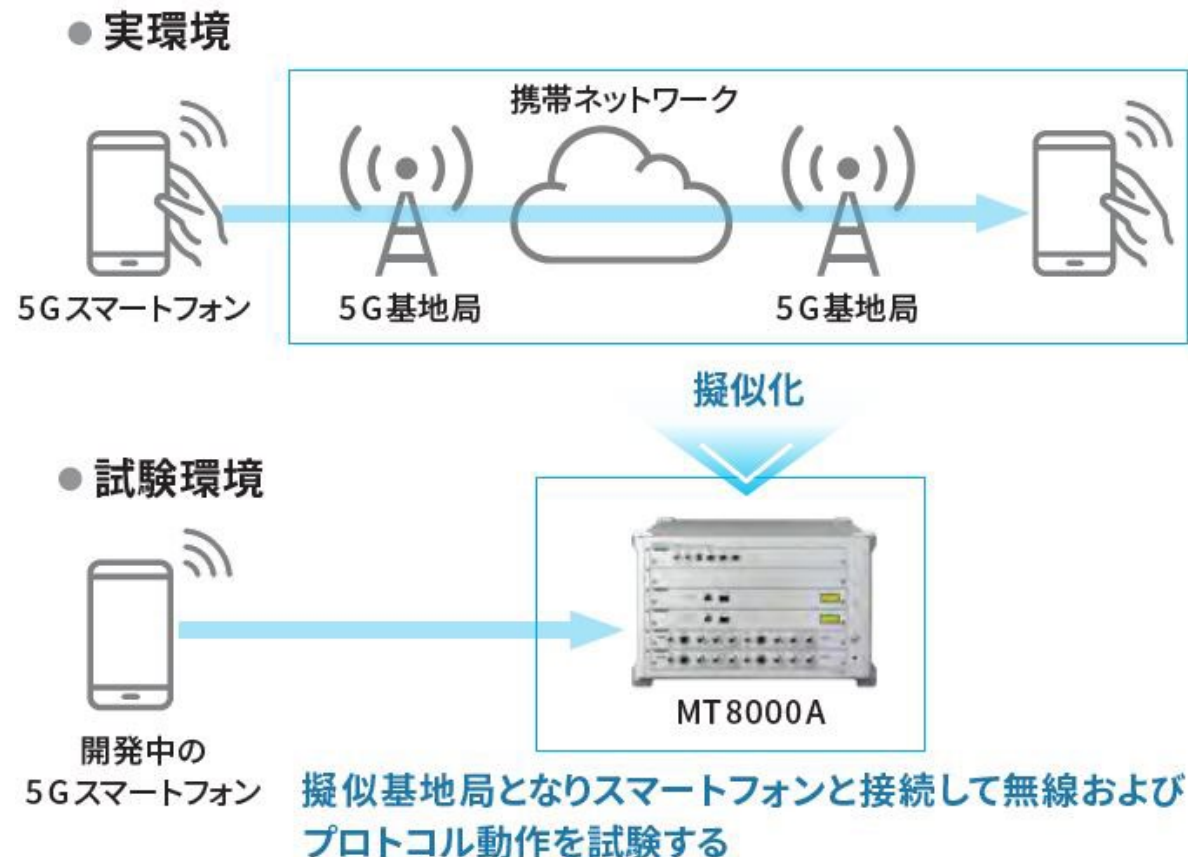 実環境
携帯ネットワーク
5Gスマートフォン
5G基地局
5G基地局
擬似化
試験環境
MT8000A
開発中の
5Gスマートフォン
擬似基地局となりスマートフォンと接続して無線および
プロトコル動作を試験する